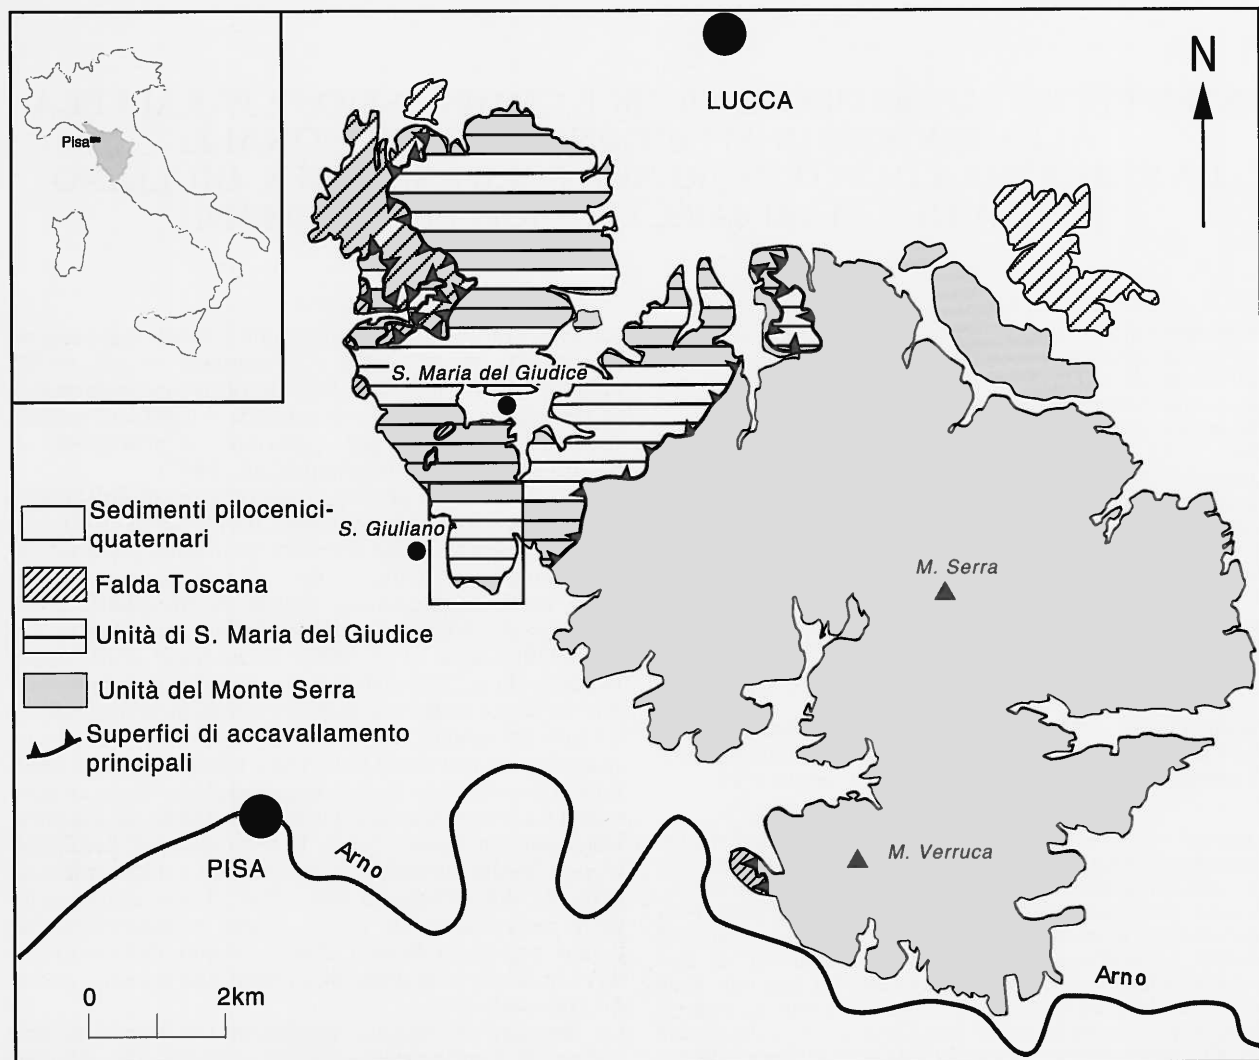 LUCCA
N
Pisa
S. Maria del Giudice
S. Giuliano
Sedimenti pilocenici-
quaternari
Falda Toscana
Unità di S. Maria del Giudice
Unità del Monte Serra
Superfici di accavallamento
principali
M. Serra
M. Verruca
PISA
Arno
Arno
0 2km